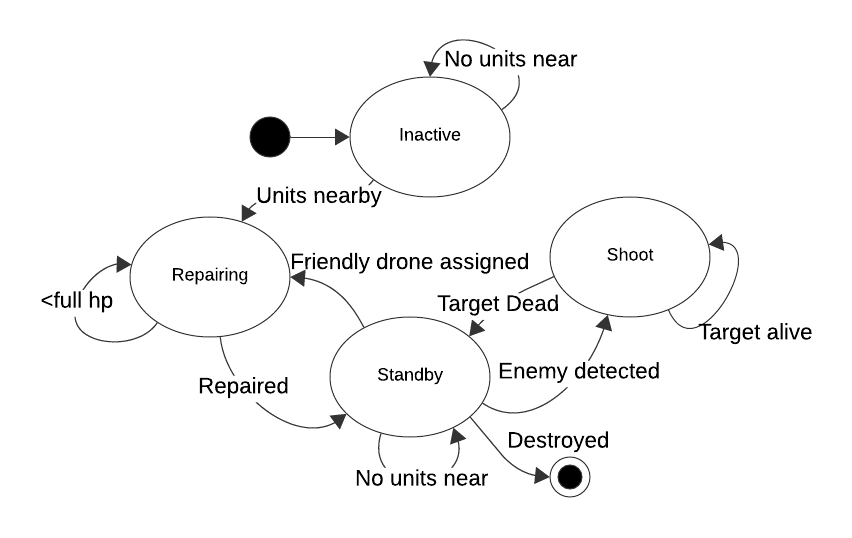 No units near
Inactive
Units nearby
Friendly drone assigned
Shoot
Repairing
<full hp
Target Dead
Target alive
Standby
Enemy detected
Repaired
Destroyed
No units near